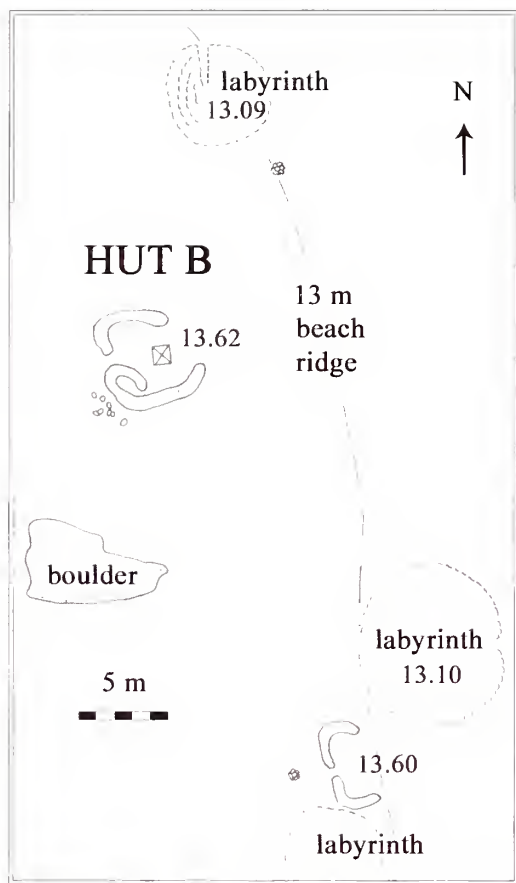 labyrinth
13.09
N
HUT B
13.62
13 m
beach
ridge
boulder
labyrinth
13.10
5 m
13.60
labyrinth